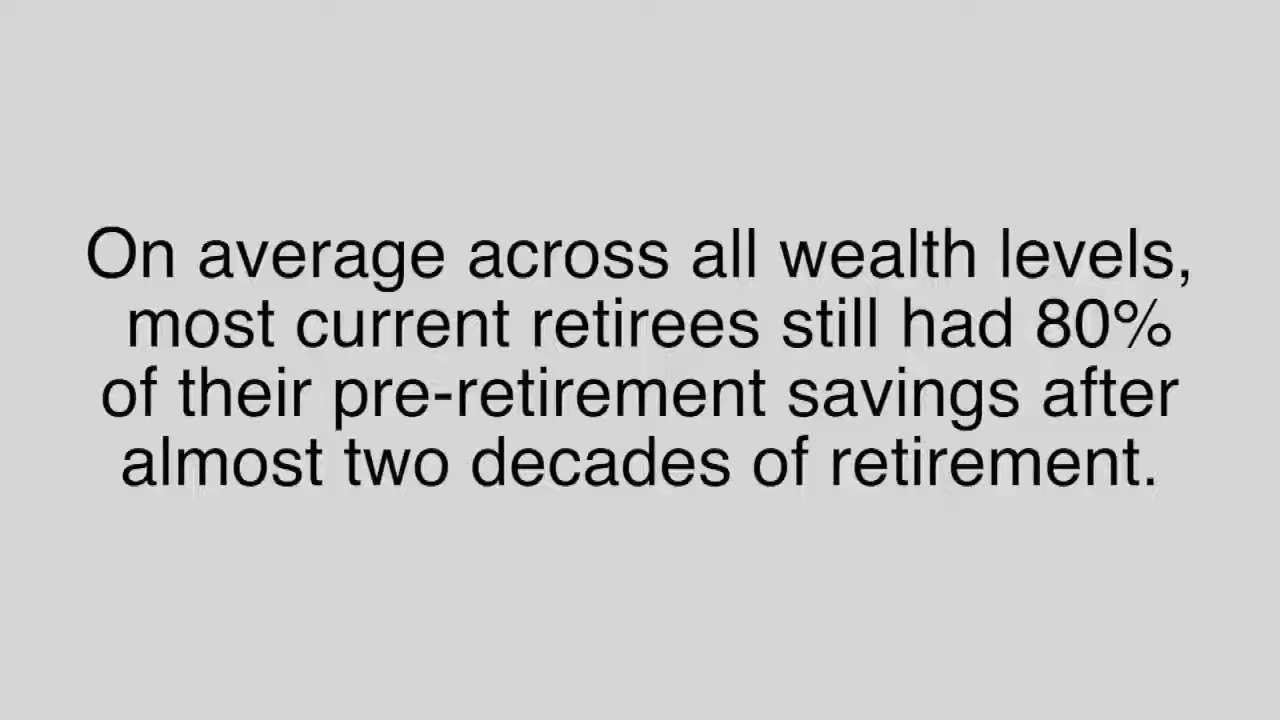 On average across all wealth levels,
most current retirees still had 80%
of their pre-retirement savings after
almost two decades of retirement.